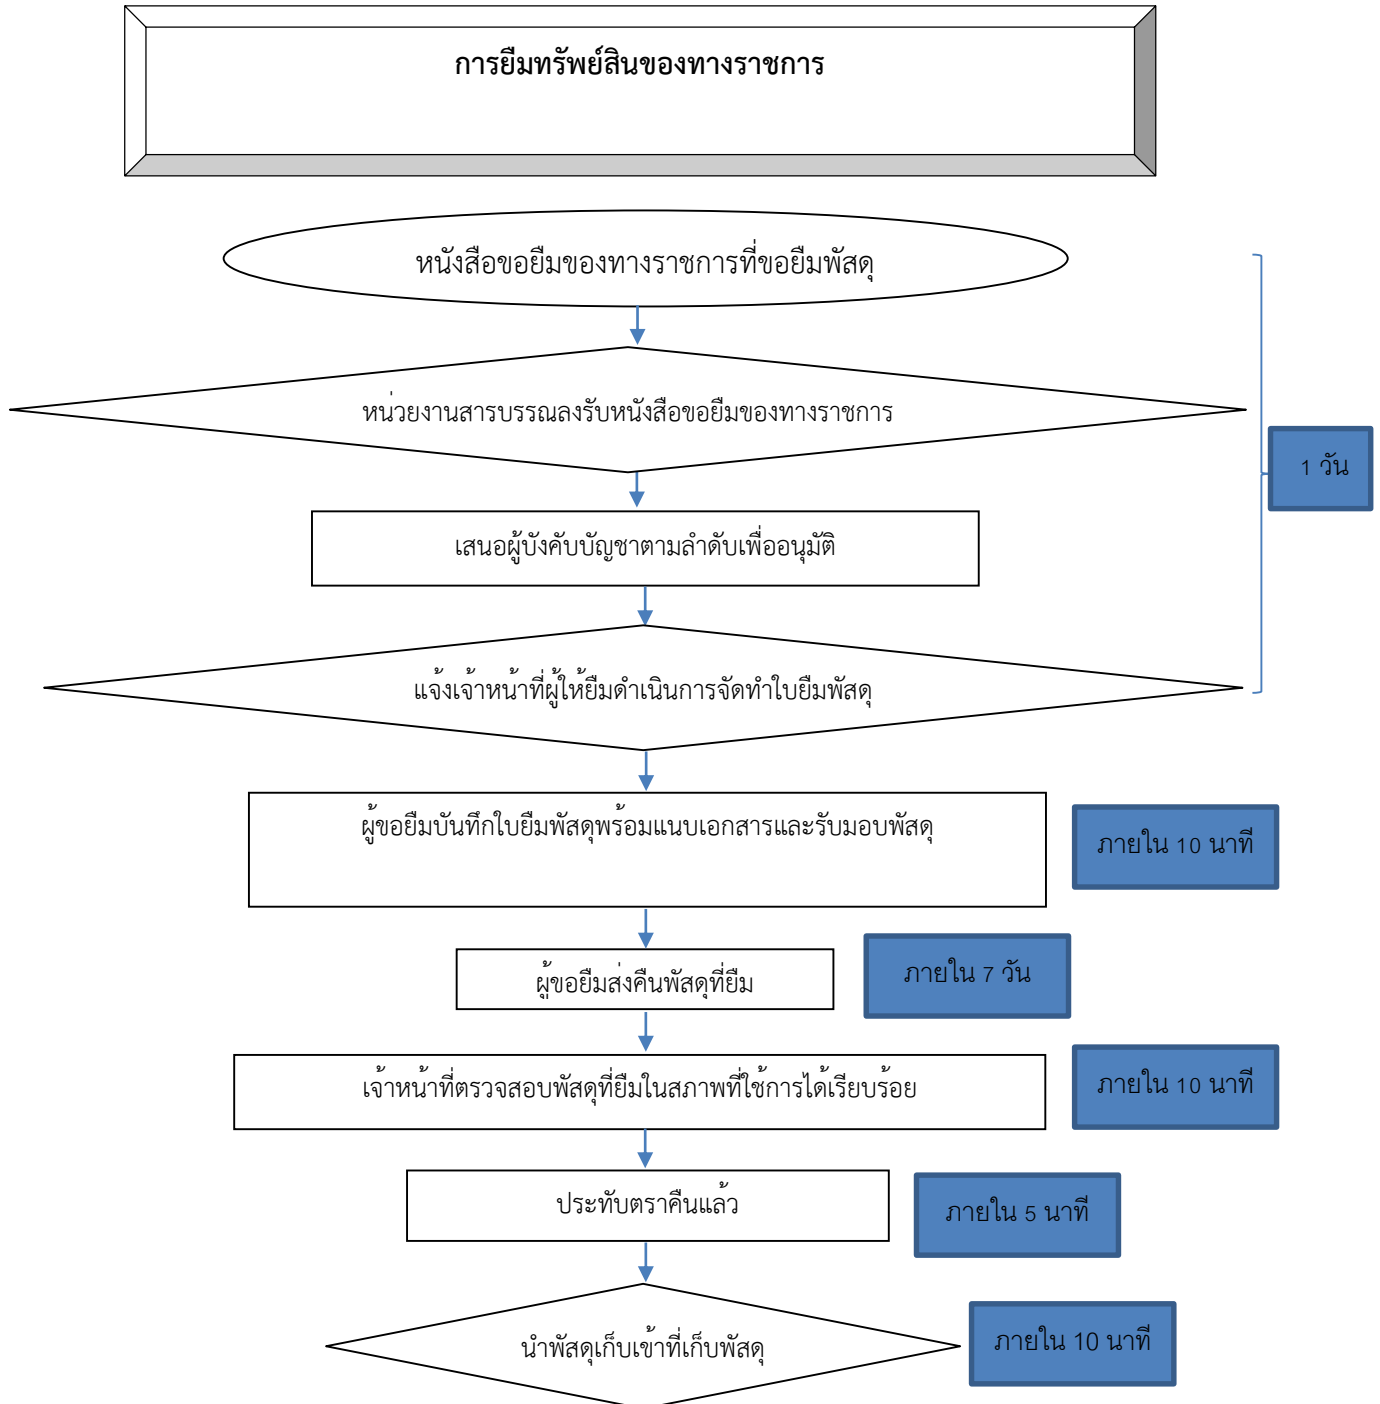 การยืมทรัพย์สินของทางราชการ
หนังสือขอยืมของทางราชการที่ขอยืมพัสดุ
หน่วยงานสารบรรณลงรับหนังสือขอยืมของทางราชการ
1 วัน
เสนอผู้บังคับบัญชาตามลำดับเพื่ออนุมัติ
แจ้งเจ้าหน้าที่ผู้ให้ยืมดำเนินการจัดทำใบยืมพัสดุ
ผู้ขอยืมบันทึกใบยืมพัสดุพร้อมแนบเอกสารและรับมอบพัสดุ
ภายใน 10 นาที
ผู้ขอยืมส่งคืนพัสดุที่ยืม
ภายใน 7 วัน
เจ้าหน้าที่ตรวจสอบพัสดุที่ยืมในสภาพที่ใช้การได้เรียบร้อย
ภายใน 10 นาที
ประทับตราคืนแล้ว
ภายใน 5 นาที
นำพัสดุเก็บเข้าที่เก็บพัสดุ
ภายใน 10 นาที